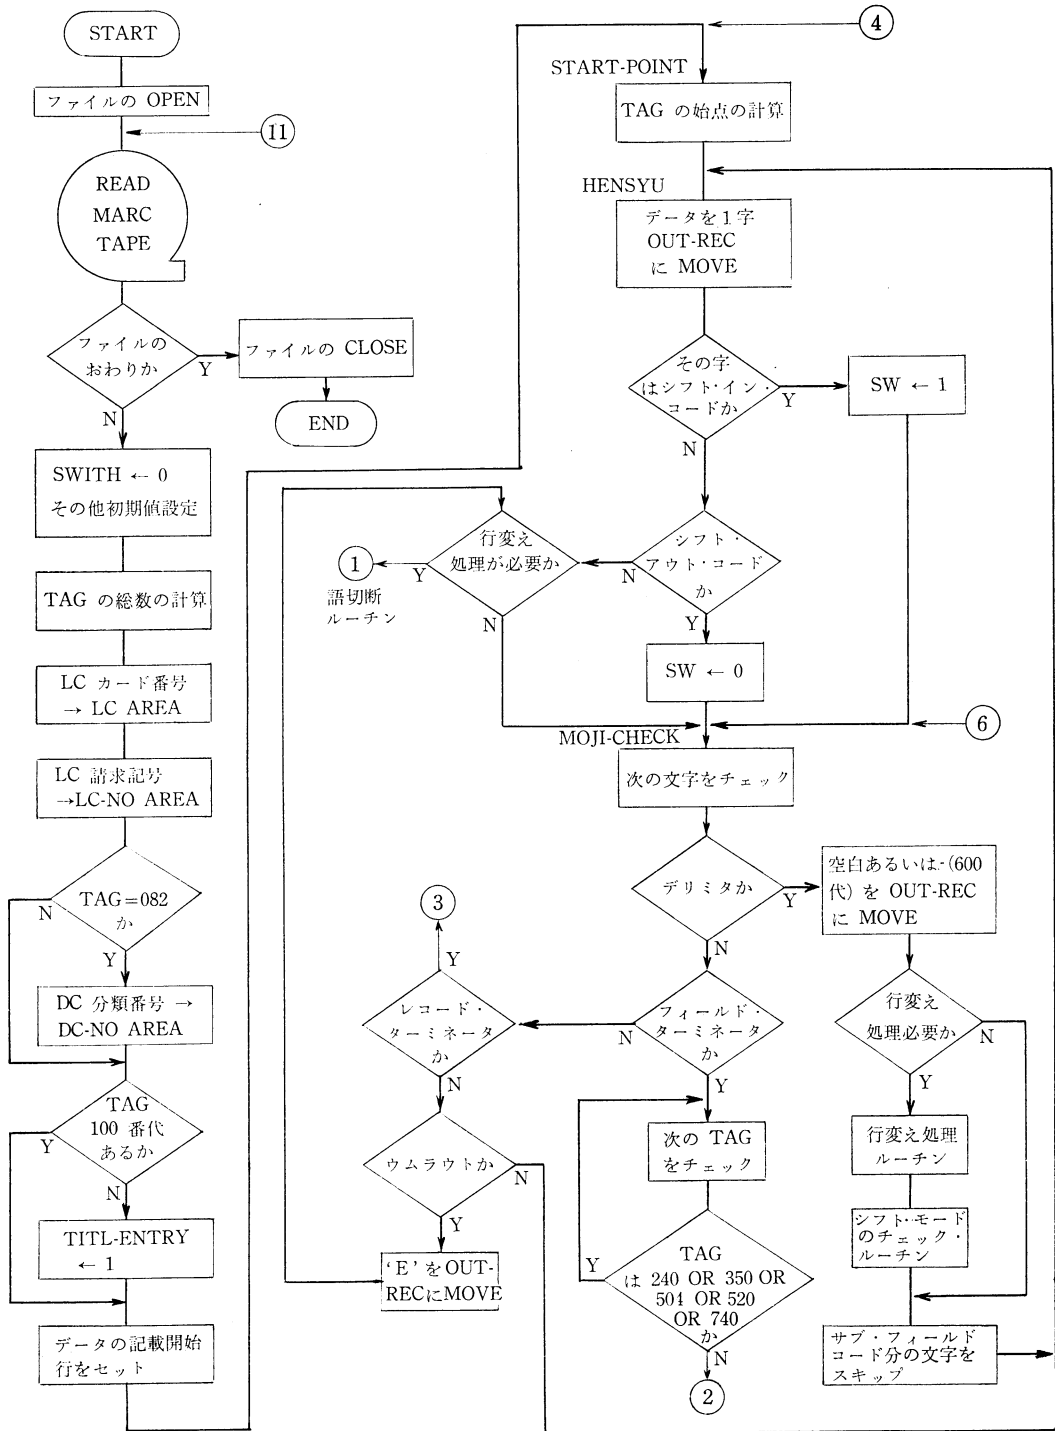 START
ファイルの OPEN
11
READ
MARC
TAPE
ファイルの
おわりか
Y
ファイルの CLOSE
END
N
SWITH ← 0
その他初期値設定
TAG の総数の計算
LC カード番号
→ LC AREA
LC 請求記号
→LC-NO AREA
TAG=082
か
N
Y
DC 分類番号 →
DC-NO AREA
TAG
100 番代
あるか
Y
N
TITL-ENTRY
← 1
データの記載開始
行をセット
4
START-POINT
TAG の始点の計算
HENSYU
データを1字
OUT-REC
に MOVE
その字
はシフト・イン・
コードか
Y
SW ← 1
N
シフト・
アウト・コード
か
N
Y
行変え
処理が必要か
Y
N
1
語切断
ルーチン
SW ← 0
6
MOJI-CHECK
次の文字をチェック
デリミタか
Y
空白あるいは-(600
代) を OUT-REC
に MOVE
N
フィールド・
ターミネータ
か
N
Y
レコード・
ターミネータ
か
Y
3
N
ウムラウトか
N
Y
'E' をOUT-
RECにMOVE
次の TAG
をチェック
TAG
は 240 OR 350 OR
504 OR 520
OR 740
か
Y
N
2
行変え
処理必要か
N
Y
行変え処理
ルーチン
シフト・モード
のチェック・
ルーチン
サブ・フィールド
コード分の文字を
スキップ